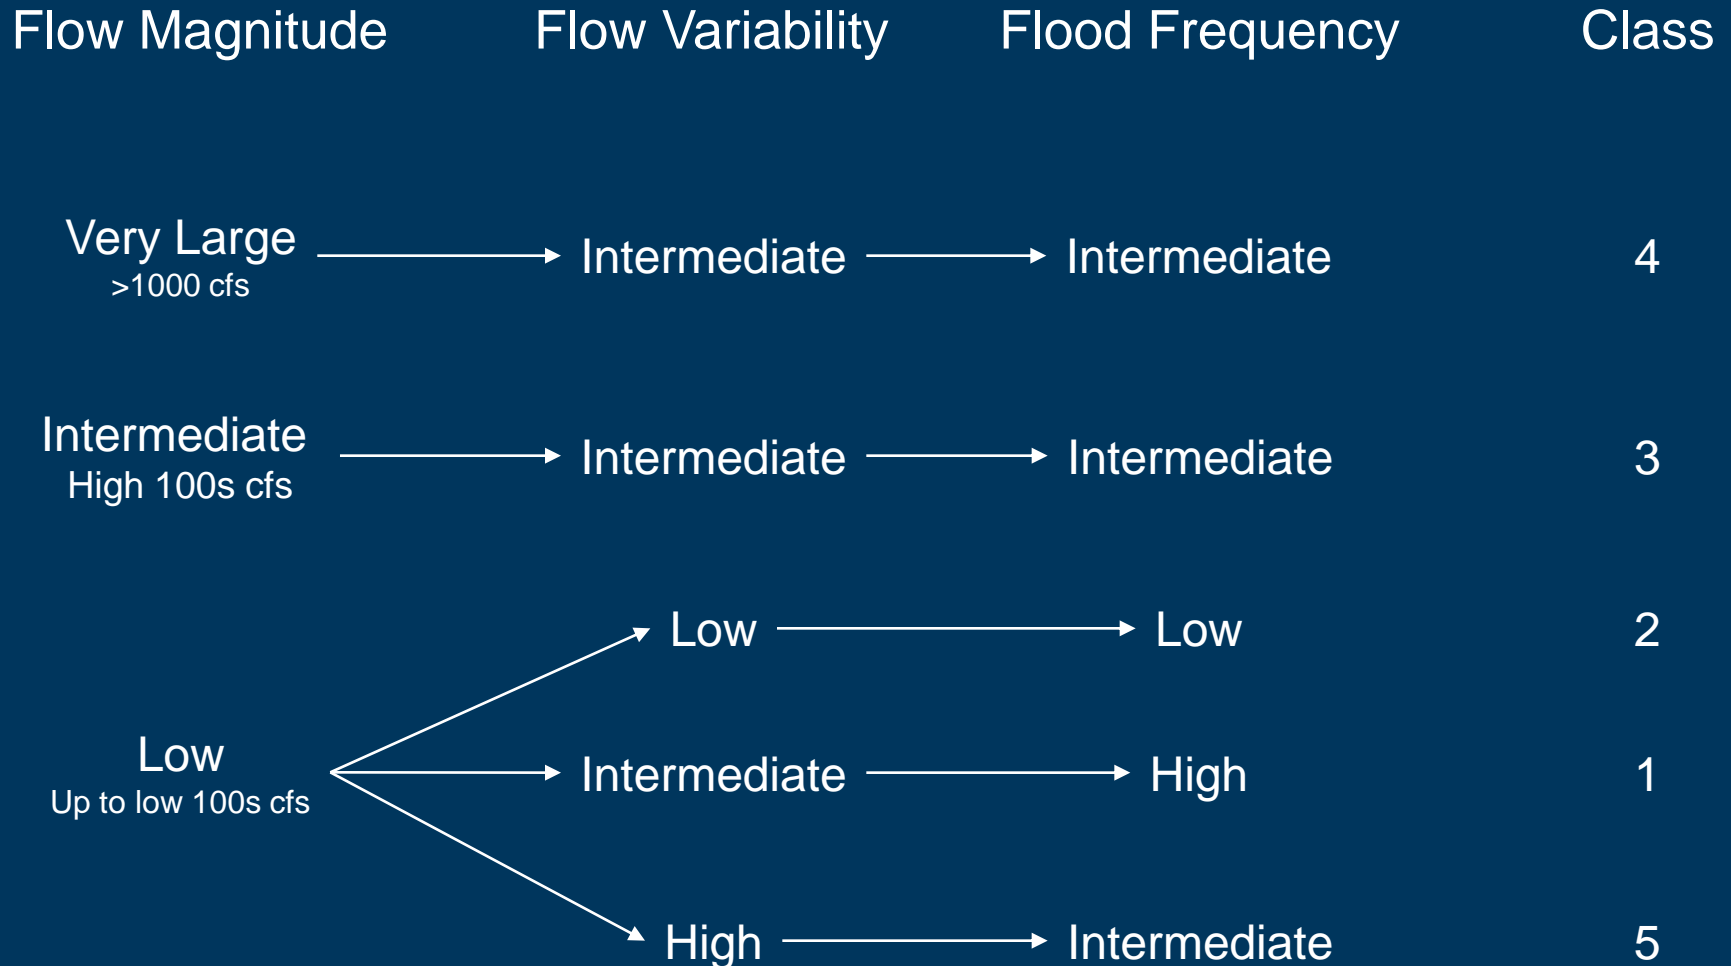 Flow Magnitude Flow Variability Flood Frequency Class
Very Large Intermediate Intermediate 4
>1000 cfs
Intermediate Intermediate Intermediate 3
High 100s cfs
Low Low 2
Low Intermediate High 1
Up to low 100s cfs
High Intermediate 5